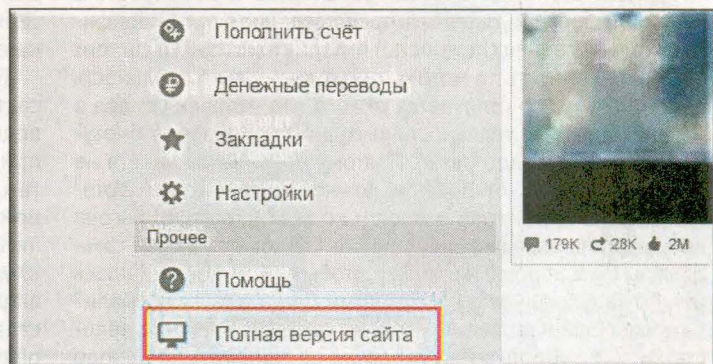 Пополнить счёт
Денежные переводы
Закладки
Настройки
Прочее
Помощь
Полная версия сайта
179K 28K 2M